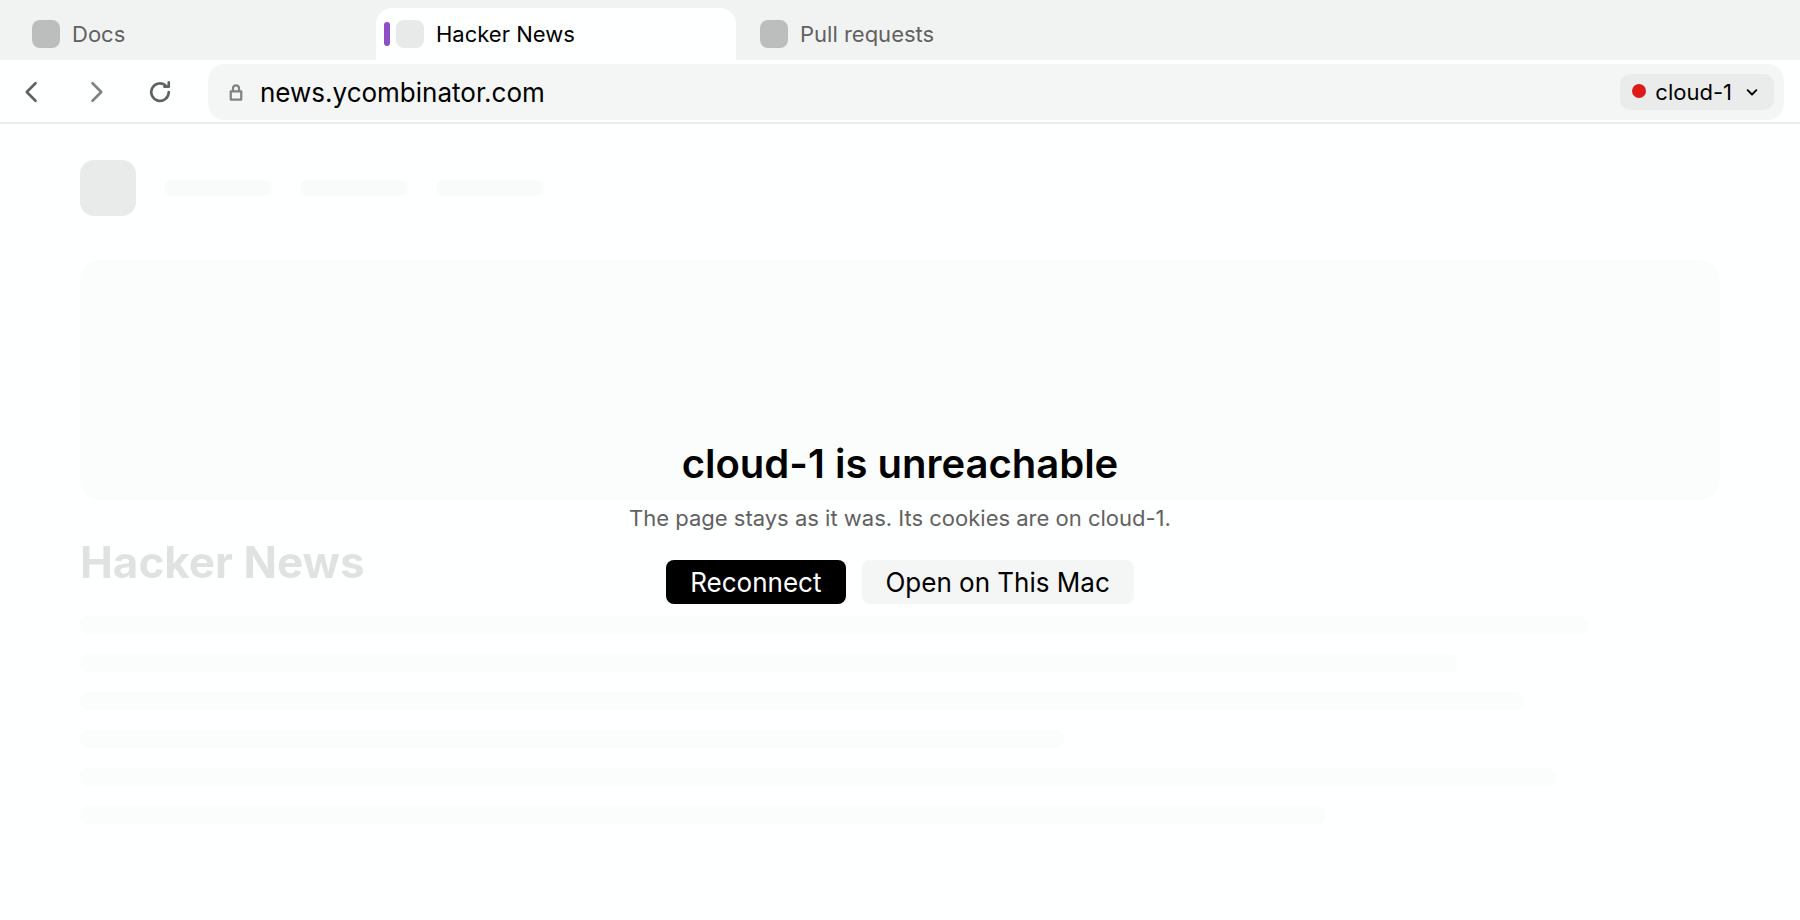 Docs
Hacker News
Pull requests
news.ycombinator.com
cloud-1
cloud-1 is unreachable
The page stays as it was. Its cookies are on cloud-1.
Hacker News
Reconnect
Open on This Mac